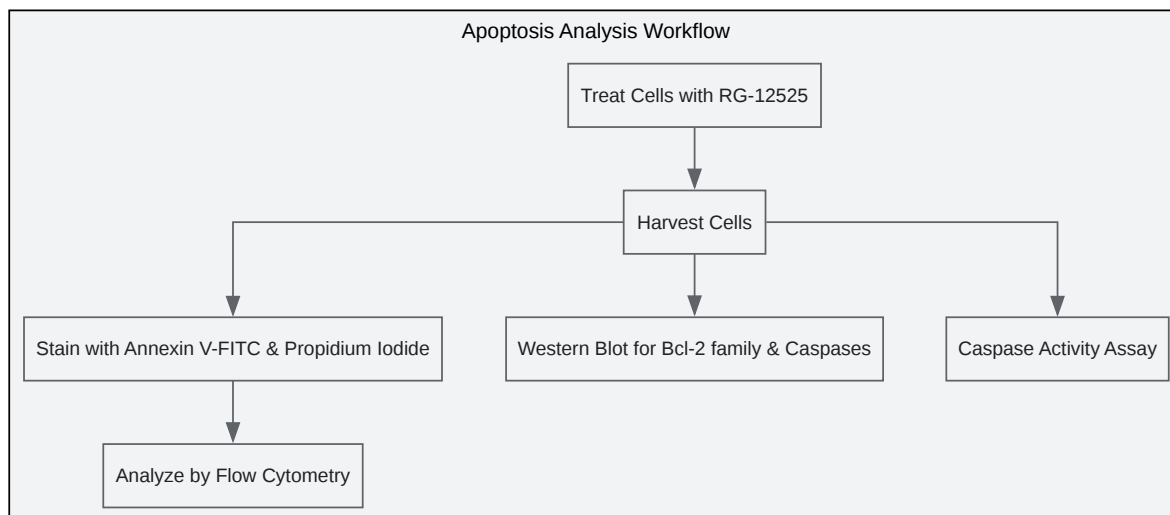 Apoptosis Analysis Workflow
Treat Cells with RG-12525
Harvest Cells
Stain with Annexin V-FITC & Propidium Iodide
Western Blot for Bcl-2 family & Caspases
Caspase Activity Assay
Analyze by Flow Cytometry